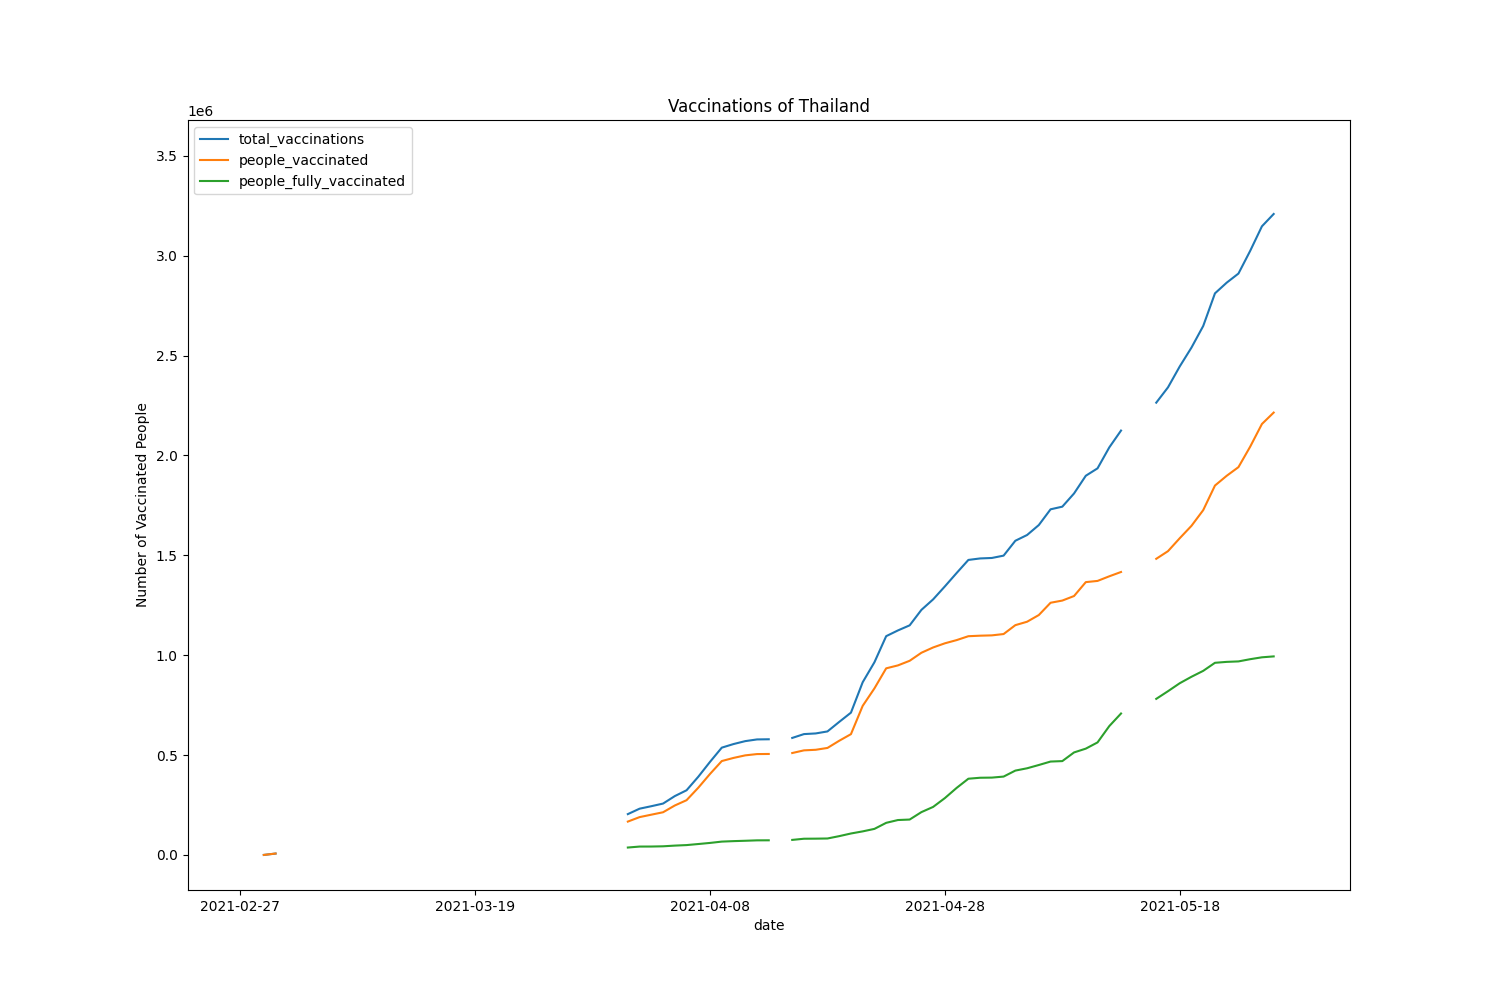 Vaccinations of Thailand
1e6
total_vaccinations
people_vaccinated
people_fully_vaccinated
3.5
3.0
2.5
2.0
1.5
1.0
0.5
0.0
Number of Vaccinated People
2021-02-27 2021-03-19 2021-04-08 2021-04-28 2021-05-18
date